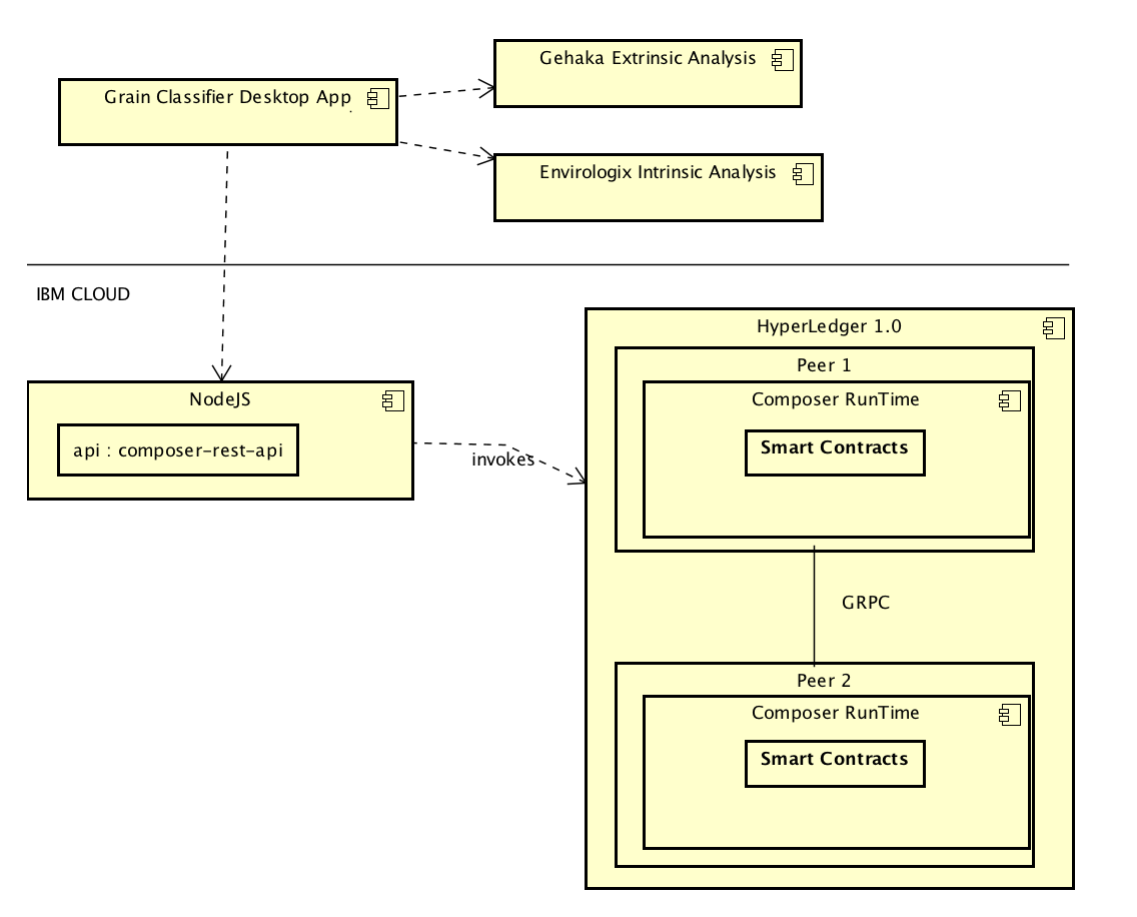 Gehaka Extrinsic Analysis
Grain Classifier Desktop App
Envirologix Intrinsic Analysis
IBM CLOUD
HyperLedger 1.0
Peer 1
NodeJS
Composer RunTime
api : composer-rest-api
Smart Contracts
invokes
GRPC
Peer 2
Composer RunTime
Smart Contracts